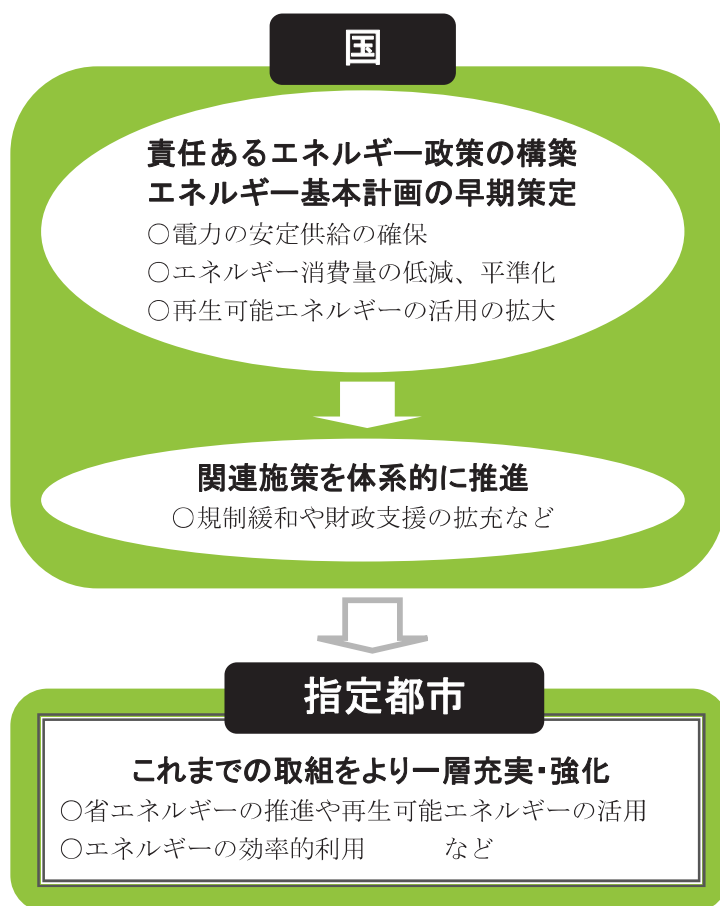 国
責任あるエネルギー政策の構築
エネルギー基本計画の早期策定
○電力の安定供給の確保
○エネルギー消費量の低減、平準化
○再生可能エネルギーの活用の拡大
関連施策を体系的に推進
○規制緩和や財政支援の拡充など
指定都市
これまでの取組をより一層充実・強化
○省エネルギーの推進や再生可能エネルギーの活用
○エネルギーの効率的利用　　　など